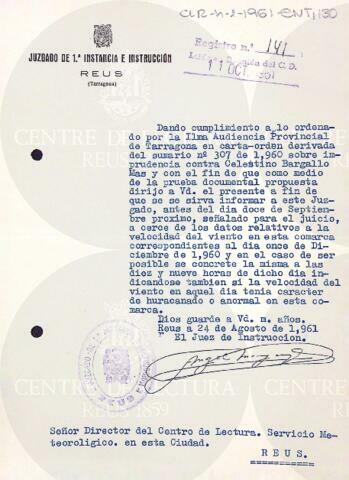 CLR-4-2-1961-ENT,130
JUZGADO DE 1.ª INSTANCIA E INSTRUCCIÓN
REUS
(Tarragona)
Registro n.º 141
11 OCT. 1961
Dando cumplimiento a lo ordena-
do por la Ilma Audiencia Provincial
de Tarragona en carta-orden derivada
del sumario nº 307 de 1,960 sobre im-
prudencia contra Celestino Bargallo
Mas y con el fin de que como medio
de la prueba documental propuesta
dirijo a Vd. el presente a fin de
que se se sirva informar a este Juz-
gado, antes del dia doce de Septiem-
bre proximo, señalado para el juicio,
a cerca de los datos relativos a la
velocidad del viento en esta comarca
correspondientes al dia once de Di-
ciembre de 1,960 y en el caso de ser
posible se concrete la misma a las
diez y nueve horas de dicho dia in-
dicandose tambien si la velocidad del
viento en aquel dia tenia caracter
de huracanado o anormal en esta co-
marca.
Dios guarde a Vd. m. años.
Reus a 24 de Agosto de 1,961
El Juez de Instruccion.
Señor Director del Centro de Lectura. Servicio Me-
teoroligico. en esta Ciudad.
REUS.
CENTRE DE LECTURA
REUS 1859